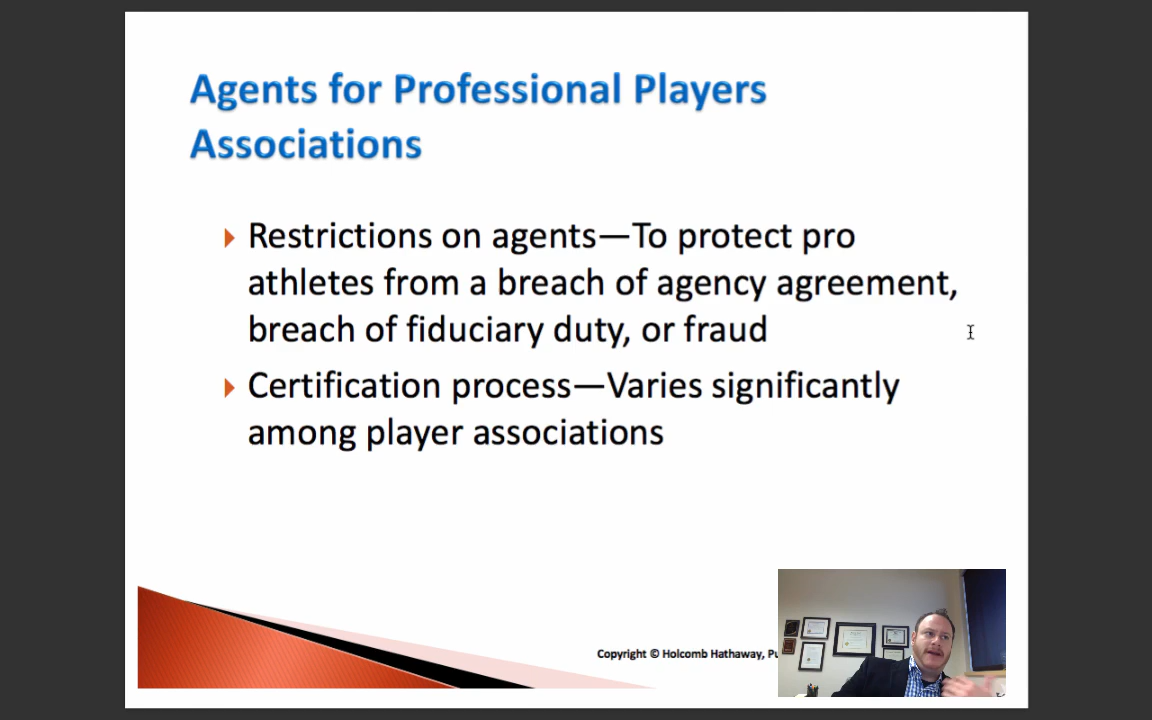 Agents for Professional Players
Associations
Restrictions on agents—To protect pro
athletes from a breach of agency agreement,
breach of fiduciary duty, or fraud
Certification process—Varies significantly
among player associations
Copyright © Holcomb Hathaway,